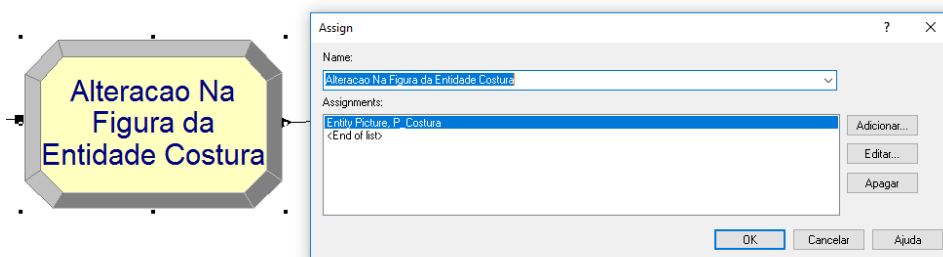 Alteracao Na
Figura da
Entidade Costura
Assign
?
X
Name:
Alteracao Na Figura da Entidade Costura
Assignments:
Entity Picture, P_Costura
<End of list>
Adicionar...
Editar...
Apagar
OK
Cancelar
Ajuda